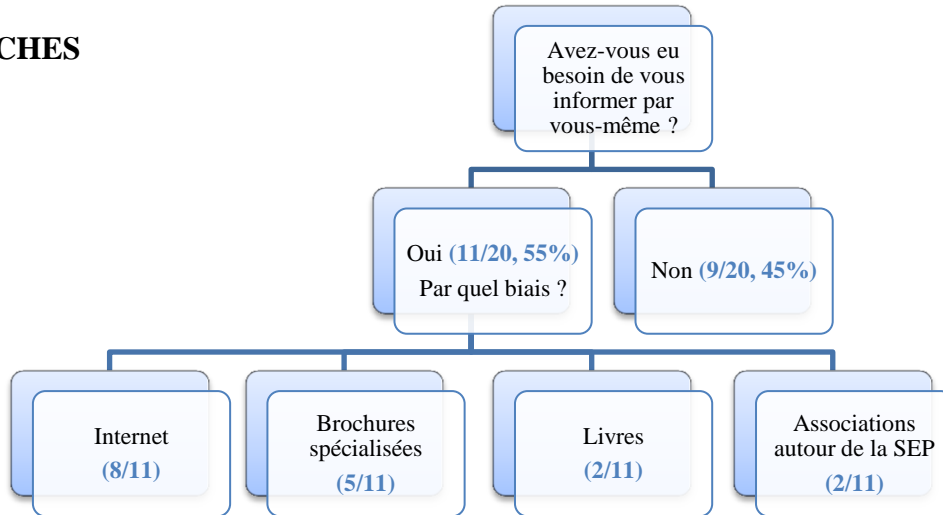 CHES
Avez-vous eu
besoin de vous
informer par
vous-même ?
Oui (11/20, 55%)
Par quel biais ?
Non (9/20, 45%)
Internet
(8/11)
Brochures
spécialisées
(5/11)
Livres
(2/11)
Associations
autour de la SEP
(2/11)